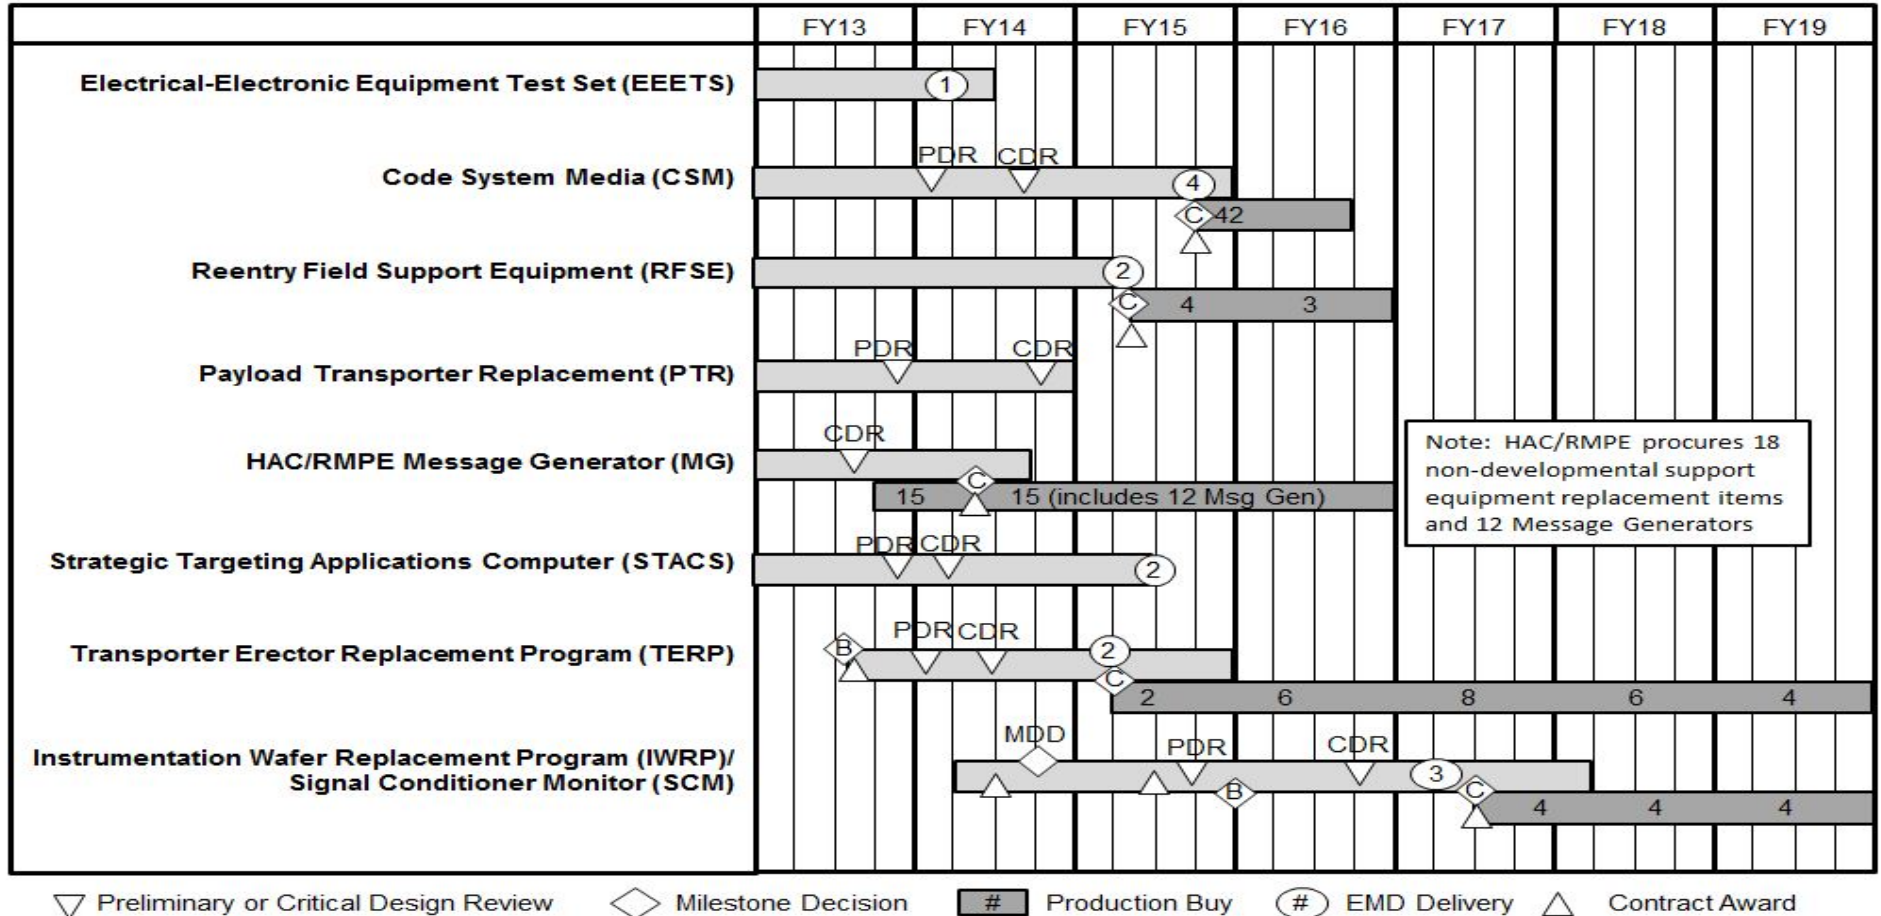 FY13 FY14 FY15 FY16 FY17 FY18 FY19
Electrical-Electronic Equipment Test Set (EEETS)
1
PDR CDR
Code System Media (CSM)
4
C 42
Reentry Field Support Equipment (RFSE)
2
C 4 3
PDR CDR
Payload Transporter Replacement (PTR)
CDR
HAC/RMPE Message Generator (MG)
C
15 15 (includes 12 Msg Gen)
Note: HAC/RMPE procures 18
non-developmental support
equipment replacement items
and 12 Message Generators
PDR CDR
Strategic Targeting Applications Computer (STACS)
2
PDR CDR
B
2
Transporter Erector Replacement Program (TERP)
C
2 6 8 6 4
MDD PDR CDR
Instrumentation Wafer Replacement Program (IWRP)/
Signal Conditioner Monitor (SCM)
3
B C
4 4 4
Preliminary or Critical Design Review Milestone Decision # Production Buy # EMD Delivery Contract Award